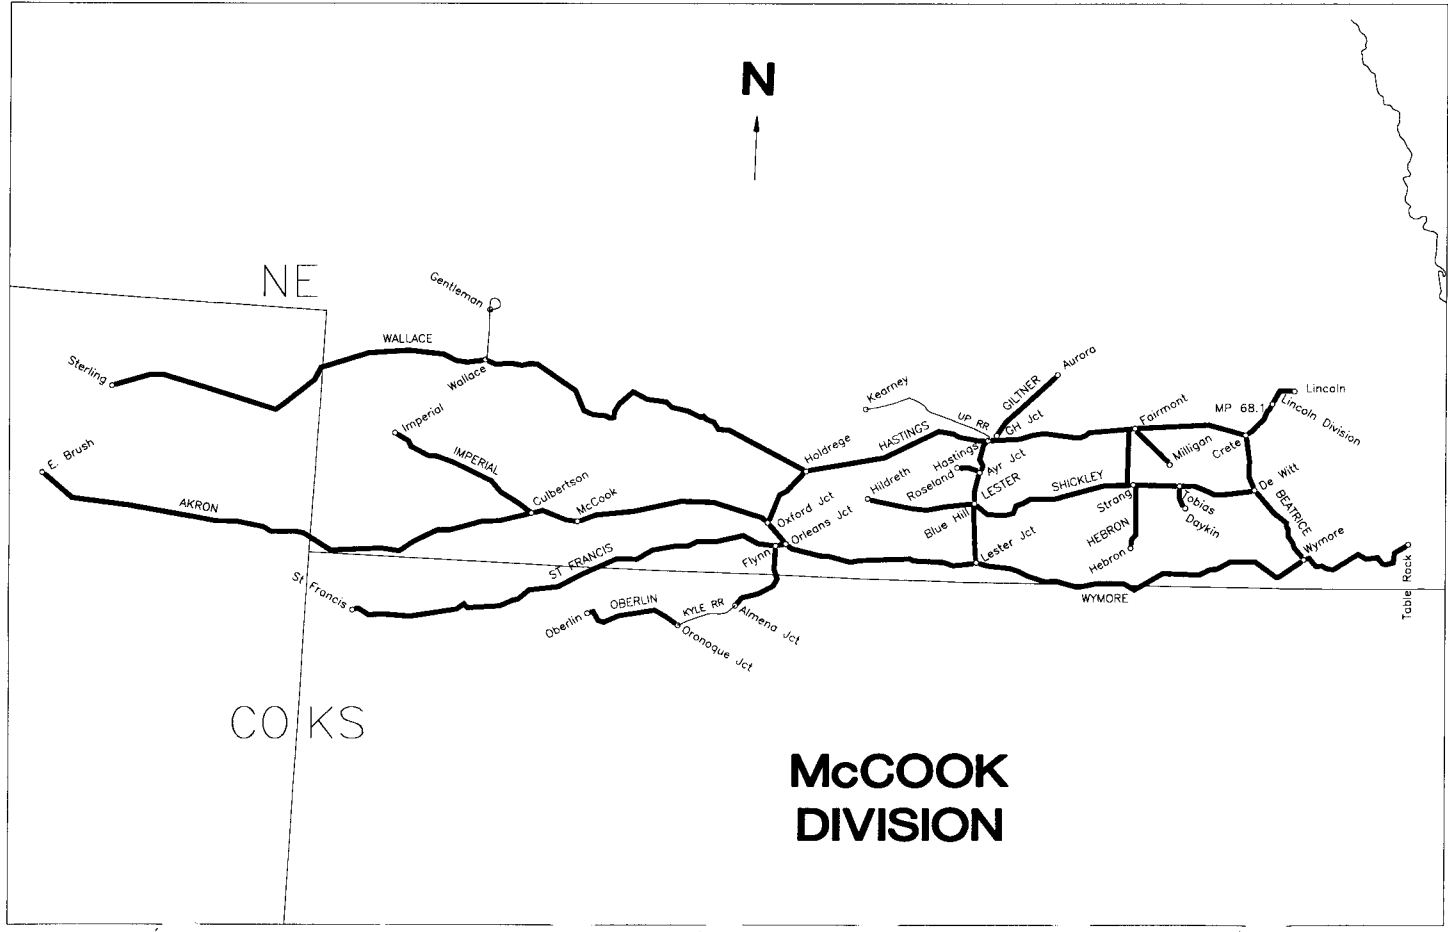 N
NE
Gentleman
WALLACE
Sterling
Wallace
Aurora
Kearney
GILTNER
Lincoln
Imperial
UP RR
GH Jct
Fairmont
MP 68.1
Lincoln Division
E. Brush
HASTINGS
Hastings
Holdrege
Milligan
Crete
IMPERIAL
Ayr Jct
Roseland
Hildreth
LESTER
SHICKLEY
De Witt
AKRON
Culbertson
McCook
Oxford Jct
Orleans Jct
Blue Hill
Strang
Tobias
Daykin
BEATRICE
HEBRON
Hebron
Wymore
Flynn
Lester Jct
ST FRANCIS
St. Francis
OBERLIN
Oberlin
KYLE RR
Almena Jct
Oronoque Jct
WYMORE
Table Rock
CO KS
McCOOK
DIVISION